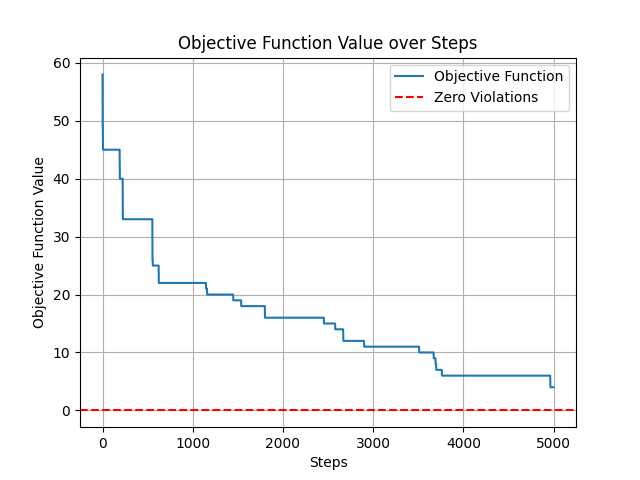 Objective Function Value over Steps
Objective Function
Zero Violations
60
50
40
30
20
10
0
Objective Function Value
0 1000 2000 3000 4000 5000
Steps